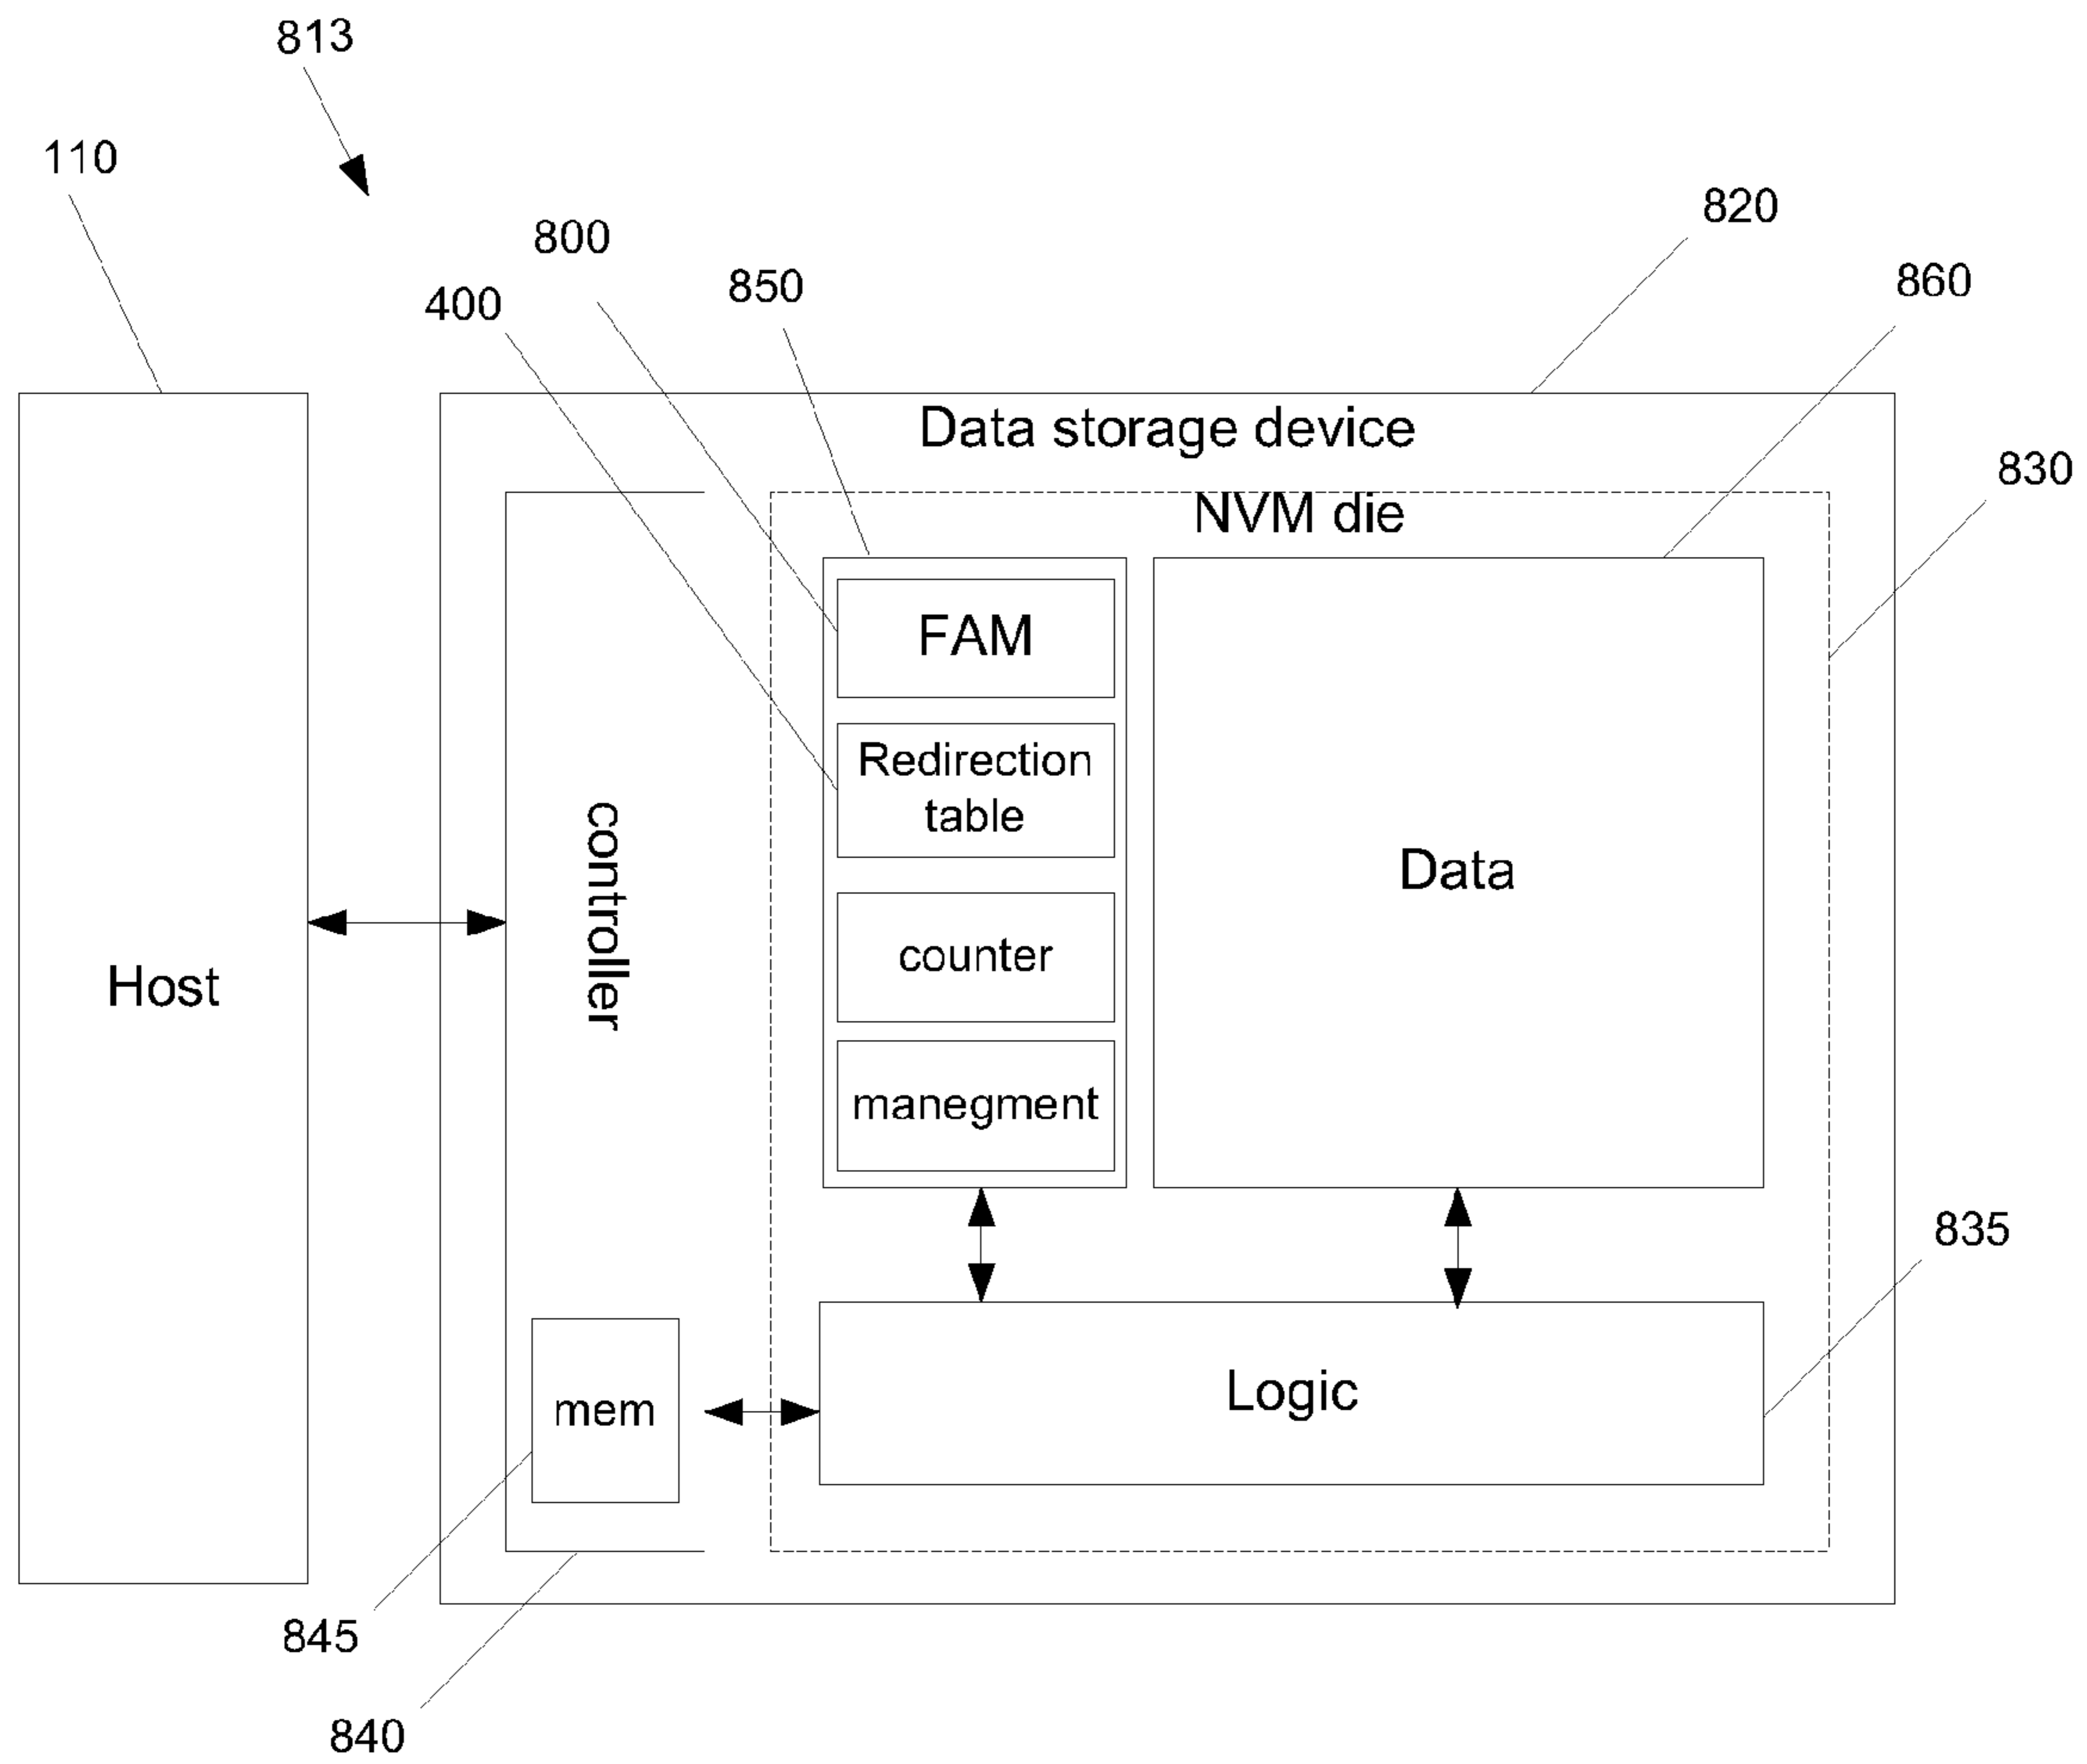 813
110
820
800
850
860
400
Data storage device
830
NVM die
FAM
Redirection
table
controller
Data
counter
Host
manegment
835
Logic
mem
845
840